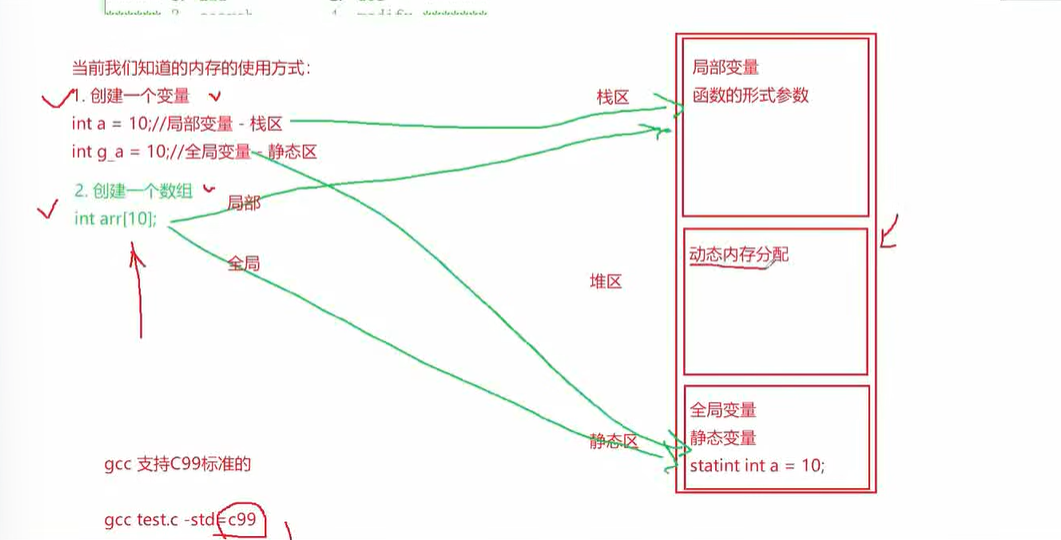 当前我们知道的内存的使用方式：
1. 创建一个变量
int a = 10;//局部变量 - 栈区
int g_a = 10;//全局变量 - 静态区
2. 创建一个数组
int arr[10];
局部
全局
栈区
局部变量
函数的形式参数
堆区
动态内存分配
静态区
全局变量
静态变量
statint int a = 10;
gcc 支持C99标准的
gcc test.c -std=c99